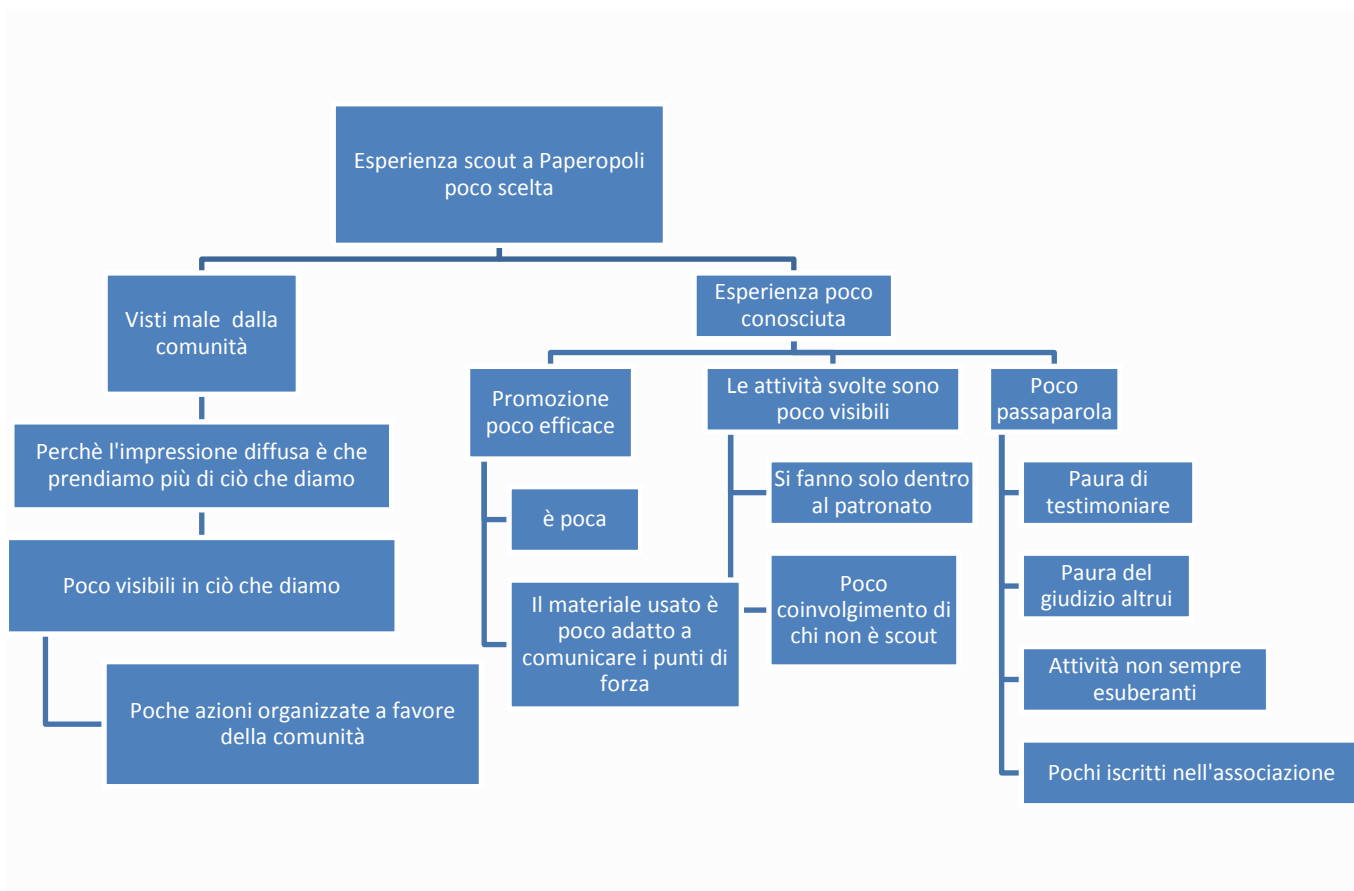 Esperienza scout a Paperopoli
poco scelta
Visti male dalla
comunità
Perchè l'impressione diffusa è che
prendiamo più di ciò che diamo
Poco visibili in ciò che diamo
Poche azioni organizzate a favore
della comunità
Esperienza poco
conosciuta
Promozione
poco efficace
è poca
Il materiale usato è
poco adatto a
comunicare i punti di
forza
Le attività svolte sono
poco visibili
Si fanno solo dentro
al patronato
Poco
coinvolgimento di
chi non è scout
Poco
passaparola
Paura di
testimoniare
Paura del
giudizio altrui
Attività non sempre
esuberanti
Pochi iscritti nell'associazione